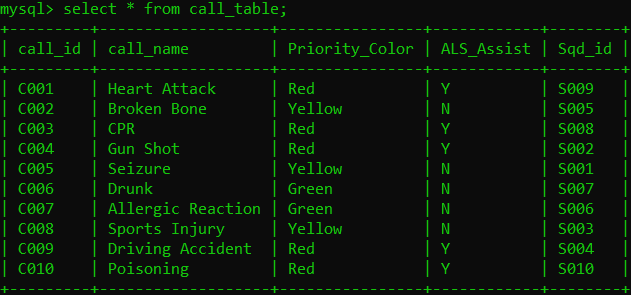 mysql> select * from call_table;
+---------+-------------------+----------------+------------+--------+
| call_id | call_name         | Priority_Color | ALS_Assist | Sqd_id |
+---------+-------------------+----------------+------------+--------+
| C001    | Heart Attack      | Red            | Y          | S009   |
| C002    | Broken Bone       | Yellow         | N          | S005   |
| C003    | CPR               | Red            | Y          | S008   |
| C004    | Gun Shot          | Red            | Y          | S002   |
| C005    | Seizure           | Yellow         | N          | S001   |
| C006    | Drunk             | Green          | N          | S007   |
| C007    | Allergic Reaction | Green          | N          | S006   |
| C008    | Sports Injury     | Yellow         | N          | S003   |
| C009    | Driving Accident  | Red            | Y          | S004   |
| C010    | Poisoning         | Red            | Y          | S010   |
+---------+-------------------+----------------+------------+--------+